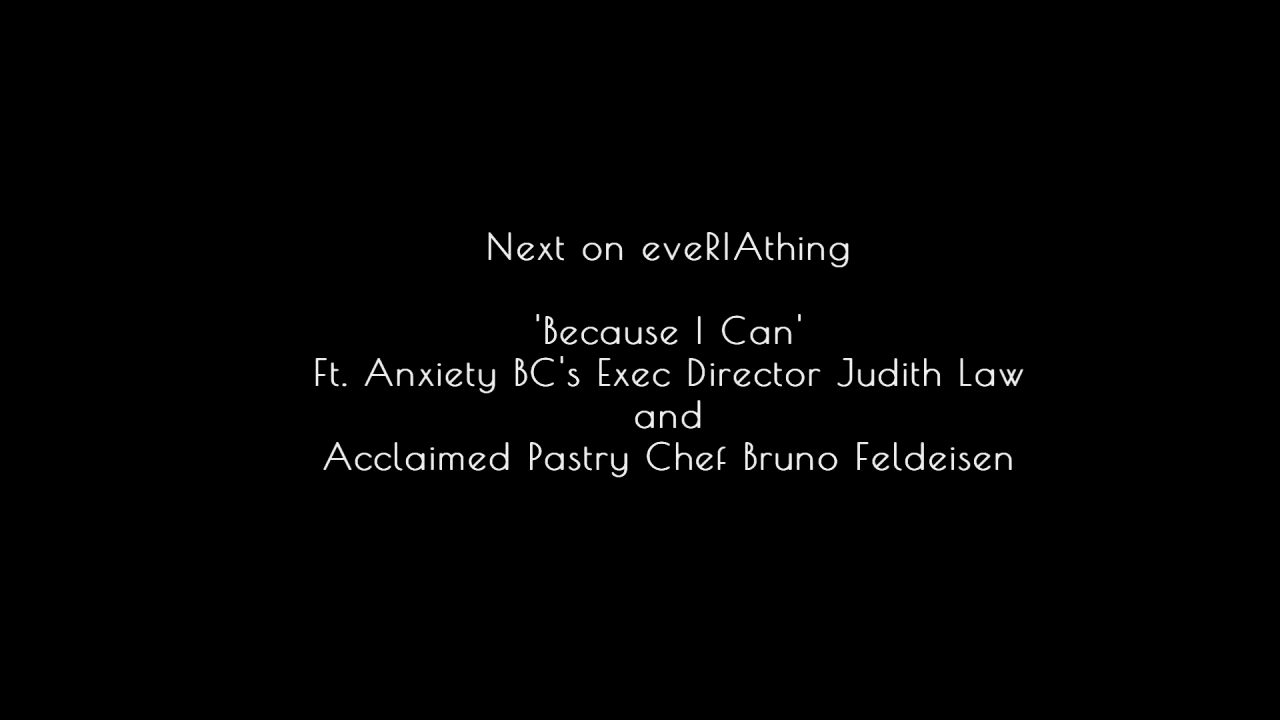 Next on eveRIAthing
'Because I Can'
Ft. Anxiety BC's Exec Director Judith Law
and
Acclaimed Pastry Chef Bruno Feldeisen